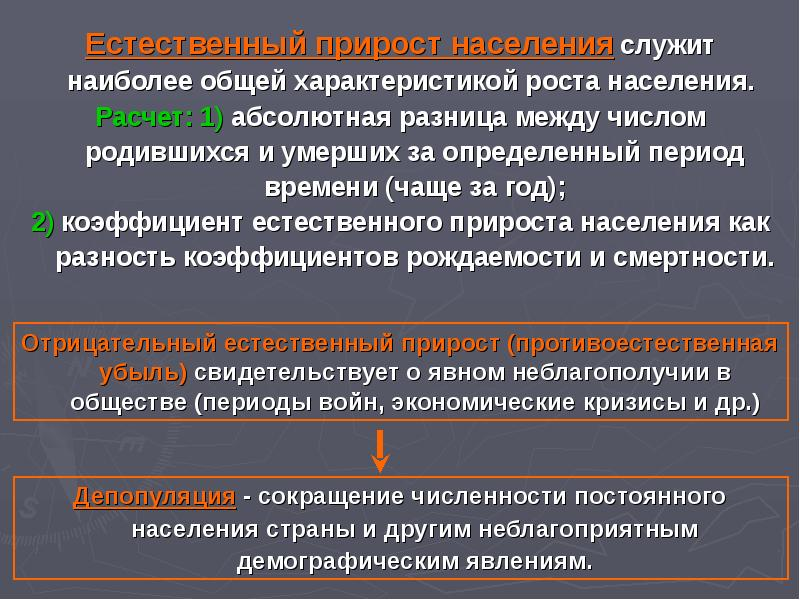 Естественный прирост населения служит
наиболее общей характеристикой роста населения.
Расчет: 1) абсолютная разница между числом
родившихся и умерших за определенный период
времени (чаще за год);
2) коэффициент естественного прироста населения как
разность коэффициентов рождаемости и смертности.
Отрицательный естественный прирост (противоестественная
убыль) свидетельствует о явном неблагополучии в
обществе (периоды войн, экономические кризисы и др.)
Депопуляция - сокращение численности постоянного
населения страны и другим неблагоприятным
демографическим явлениям.